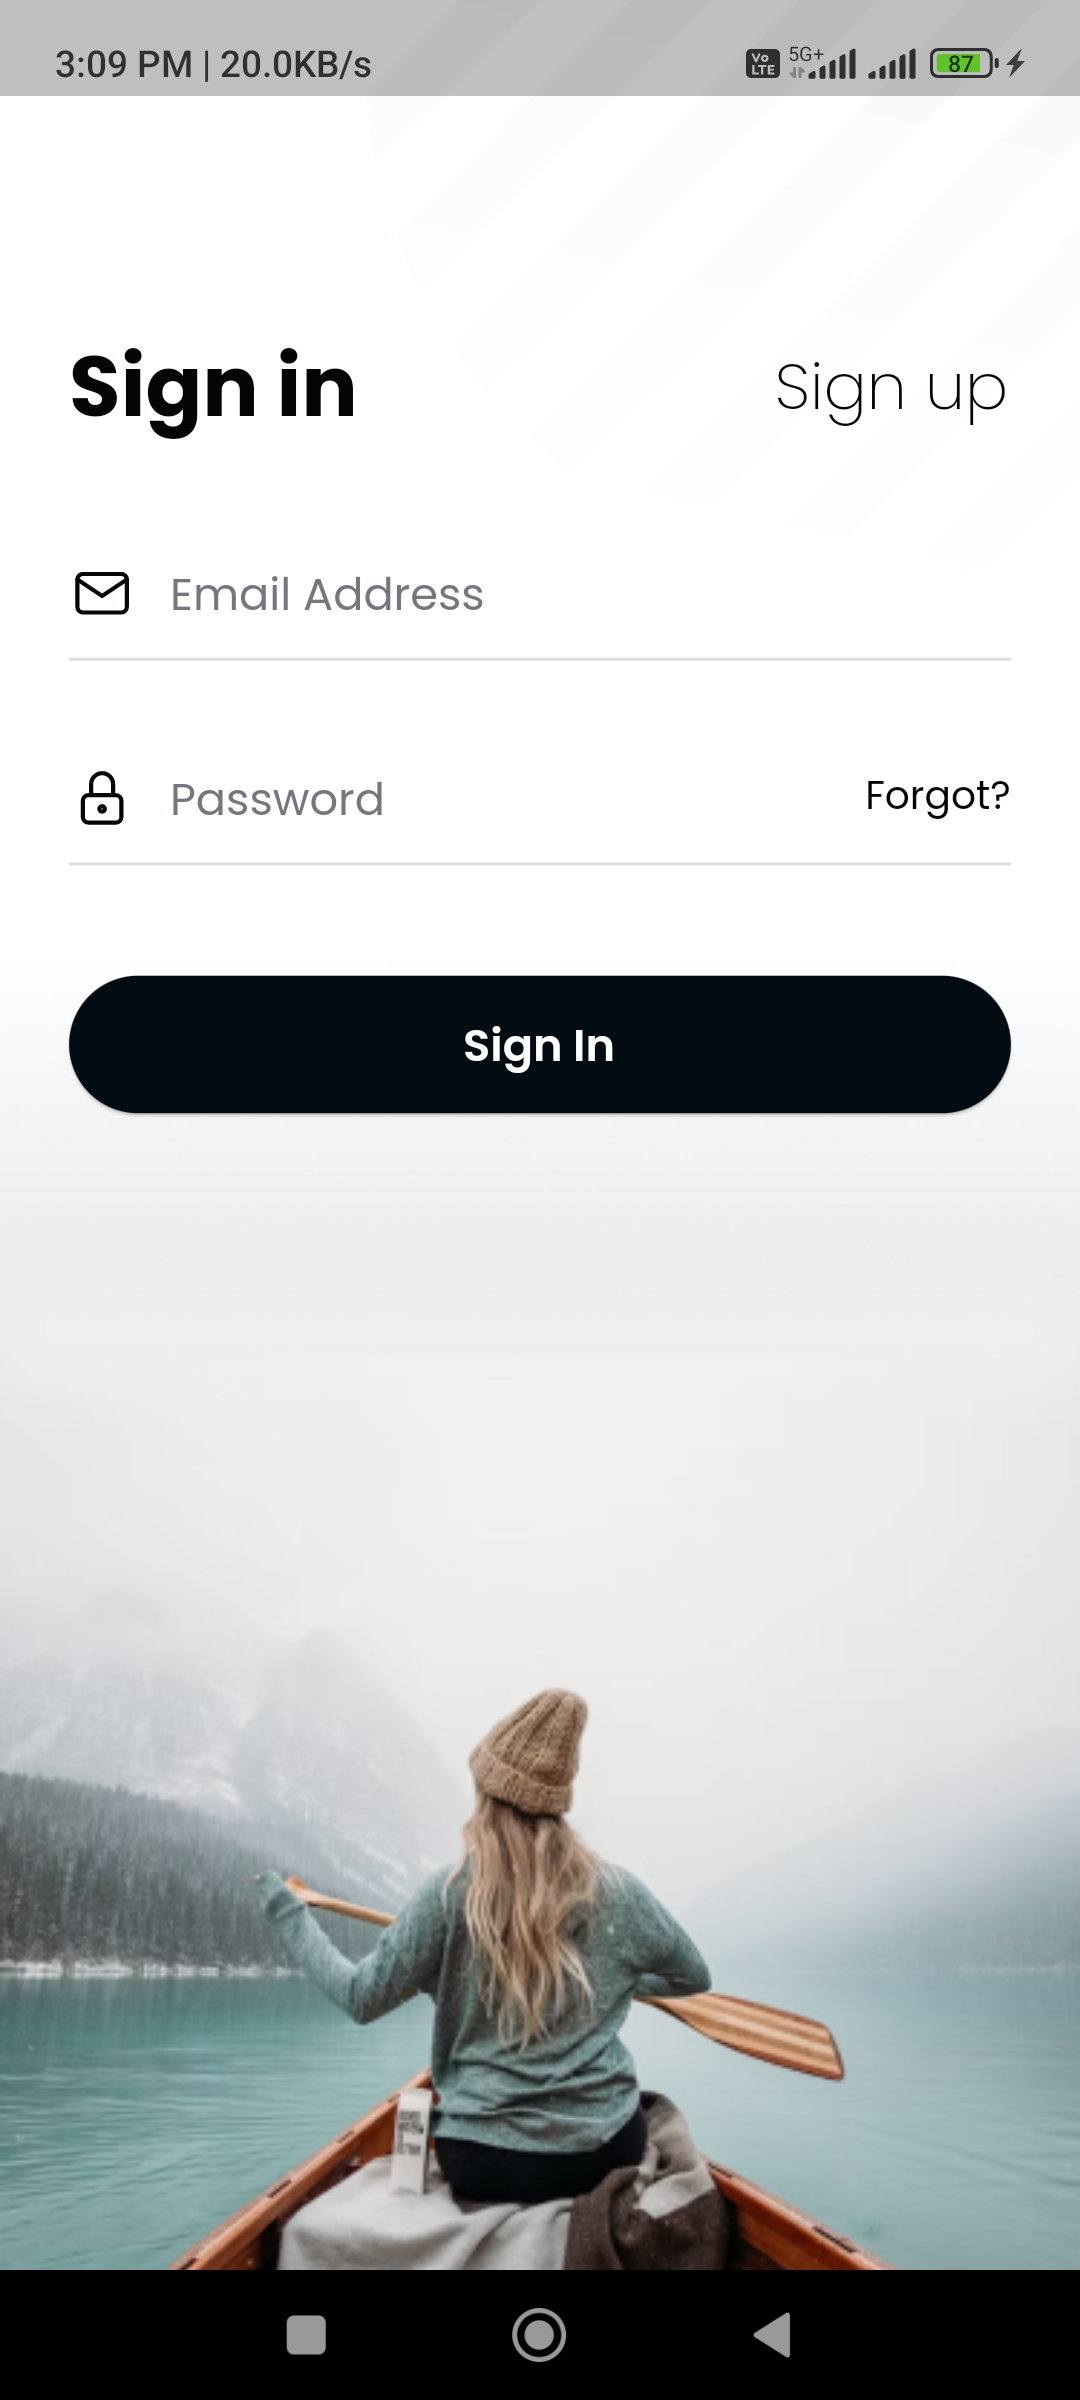 3:09 PM | 20.0KB/s
Vo LTE 5G+ 87
Sign in
Sign up
Email Address
Password
Forgot?
Sign In